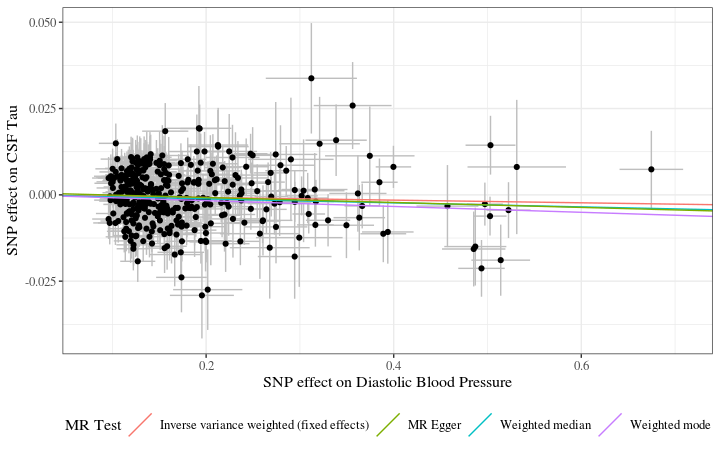 0.050
0.025
0.000
-0.025
SNP effect on CSF Tau
0.2
0.4
0.6
SNP effect on Diastolic Blood Pressure
MR Test
Inverse variance weighted (fixed effects)
MR Egger
Weighted median
Weighted mode